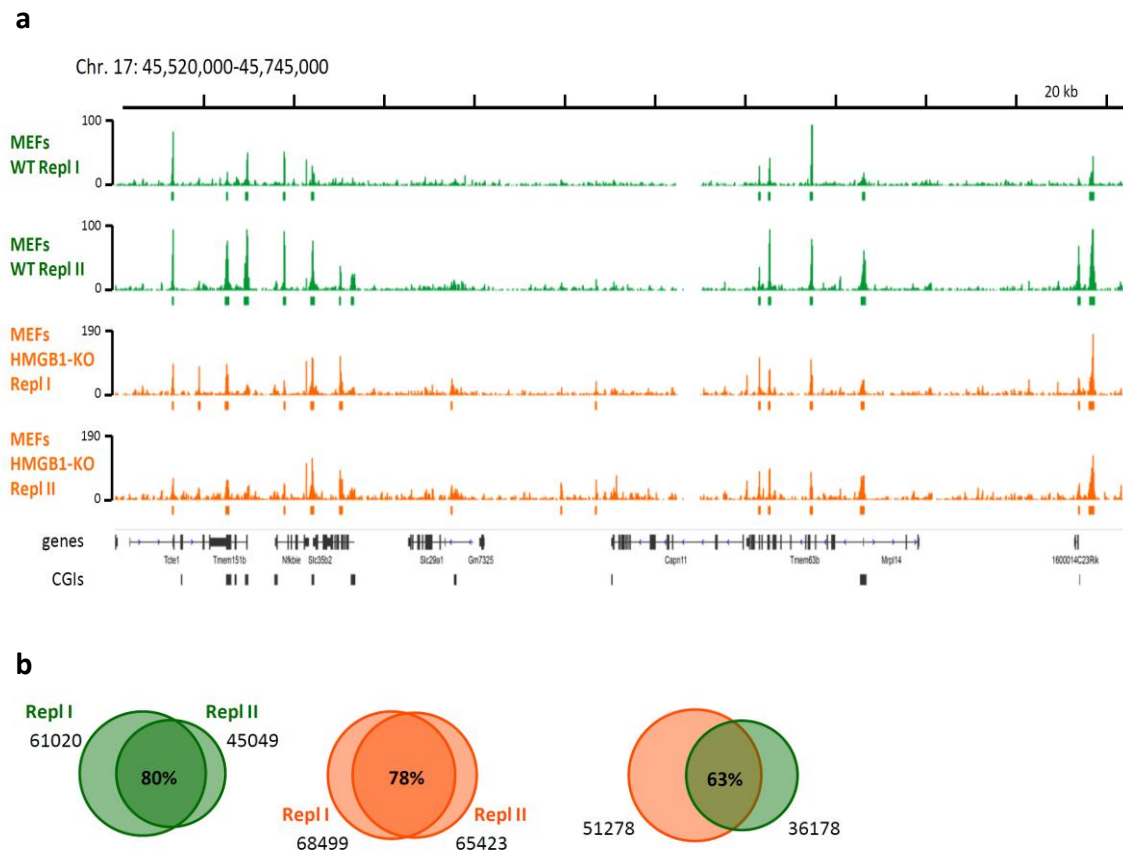 a
Chr. 17: 45,520,000-45,745,000
20 kb
MEFs
WT Repl I
100
0
MEFs
WT Repl II
100
0
MEFs
HMGB1-KO
Repl I
190
0
MEFs
HMGB1-KO
Repl II
190
0
genes
Tcte1 Tmem151b Nfkbie Slc35b2 Slc29a1 Gm7325 Capn11 Tmem63b Mrpl14 1600014C23Rik
CGIs
b
Repl I Repl II
61020 45049
80%
78%
Repl I Repl II
68499 65423
63%
51278 36178